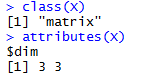 > class(x)
[1] "matrix"
> attributes(x)
$dim
[1] 3 3